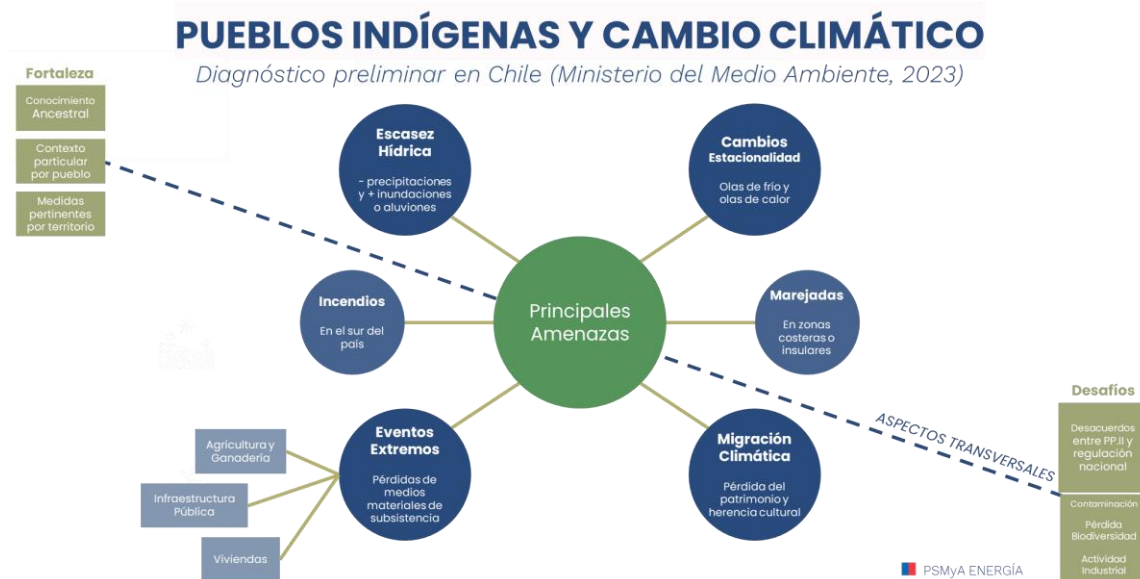 PUEBLOS INDÍGENAS Y CAMBIO CLIMÁTICO
Diagnóstico preliminar en Chile (Ministerio del Medio Ambiente, 2023)
Fortaleza
Conocimiento
Ancestral
Contexto
particular
por pueblo
Medidas
pertinentes
por territorio
Escasez
Hídrica
- precipitaciones
y + inundaciones
o aluviones
Cambios
Estacionalidad
Olas de frío y
olas de calor
Incendios
En el sur del
país
Principales
Amenazas
Marejadas
En zonas
costeras o
insulares
Eventos
Extremos
Pérdidas de
medios
materiales de
subsistencia
Agricultura y
Ganadería
Infraestructura
Pública
Viviendas
Migración
Climática
Pérdida del
patrimonio y
herencia cultural
ASPECTOS TRANSVERSALES
Desafíos
Desacuerdos
entre PP.II y
regulación
nacional
Contaminación
Pérdida
Biodiversidad
Actividad
Industrial
PSMyA ENERGÍA